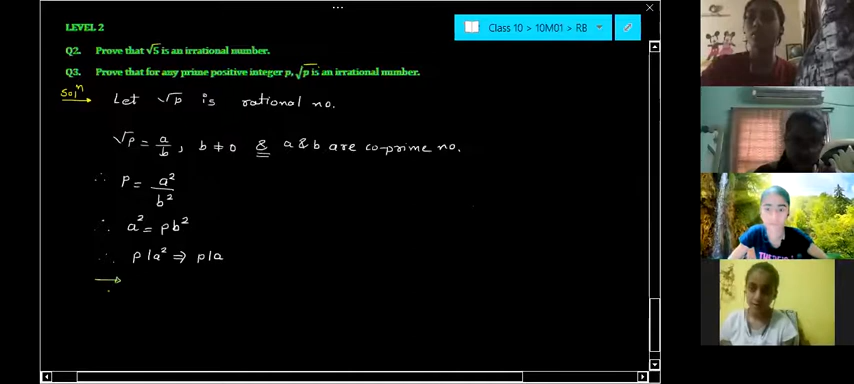 LEVEL 2
Class 10 > 10M01 > RB
Q2. Prove that √5 is an irrational number.
Q3. Prove that for any prime positive integer p, √p is an irrational number.
Solⁿ → Let √p is rational no.
√p = a/b, b ≠ 0 & a & b are co-prime no.
∴ p = a²/b²
∴ a² = pb²
∴ p | a² ⇒ p | a